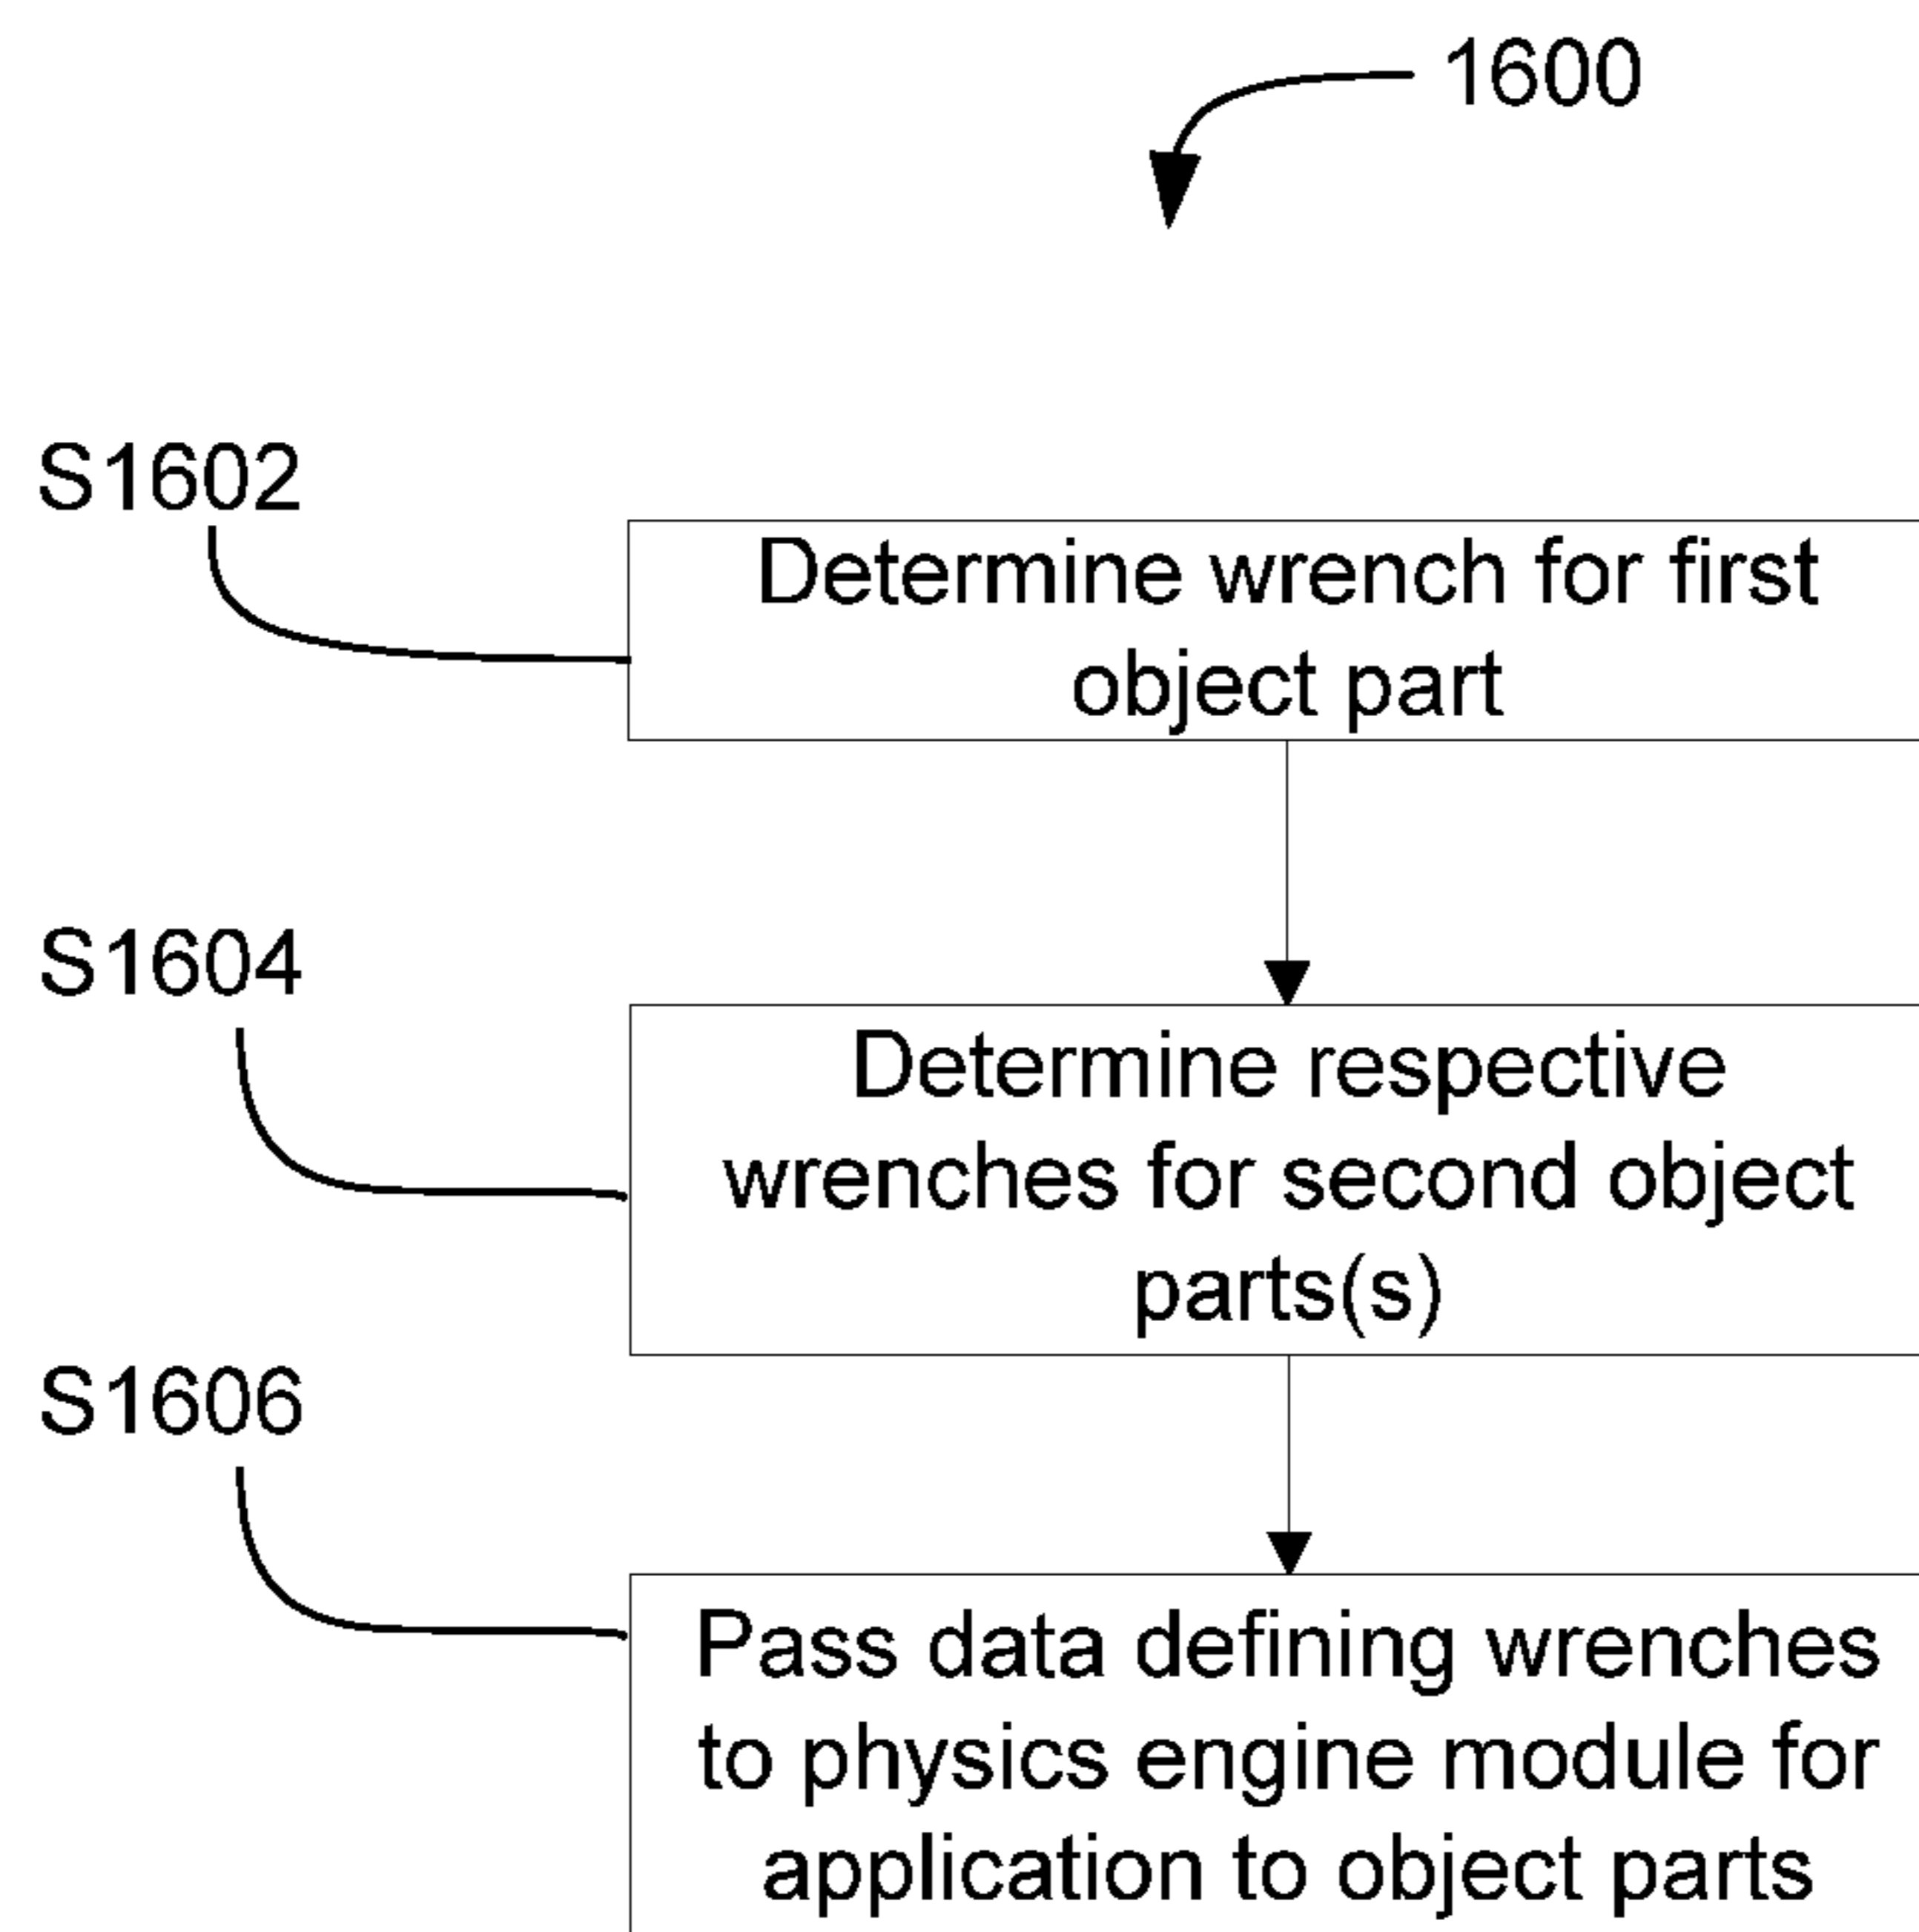 1600
S1602
Determine wrench for first
object part
S1604
Determine respective
wrenches for second object
parts(s)
S1606
Pass data defining wrenches
to physics engine module for
application to object parts